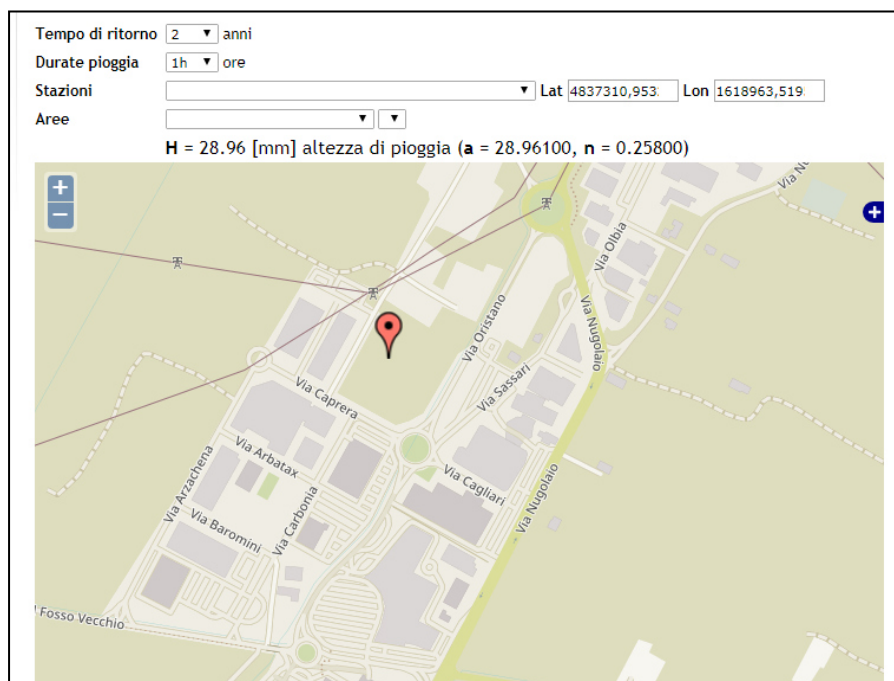 Tempo di ritorno 2 anni
Durate pioggia 1h ore
Stazioni Lat 4837310,953 Lon 1618963,519
Aree
H = 28.96 [mm] altezza di pioggia (a = 28.96100, n = 0.25800)
+
−
+
Via Olbia
Via Oristano
Via Nugolaio
Via Sassari
Via Caprera
Via Arbatax
Via Cagliari
Via Arzachena
Via Carbonia
Via Nugolaio
Via Baromini
Fosso Vecchio